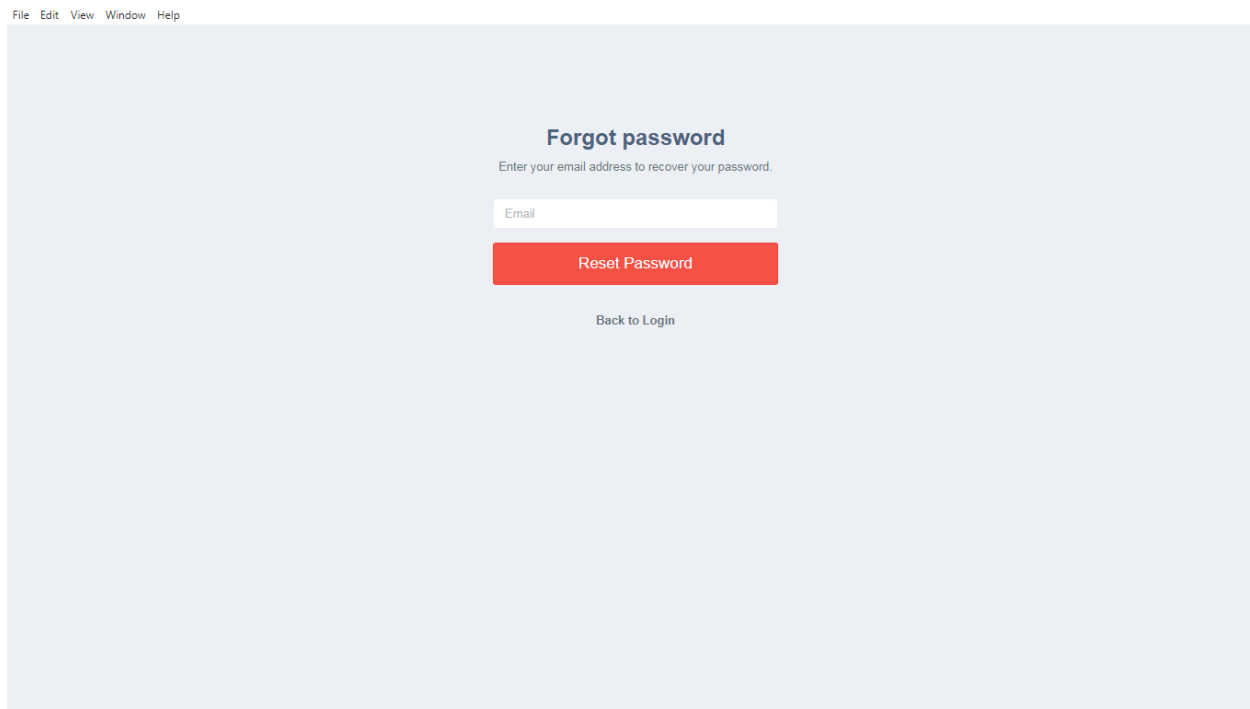 File Edit View Window Help
Forgot password
Enter your email address to recover your password.
Email
Reset Password
Back to Login